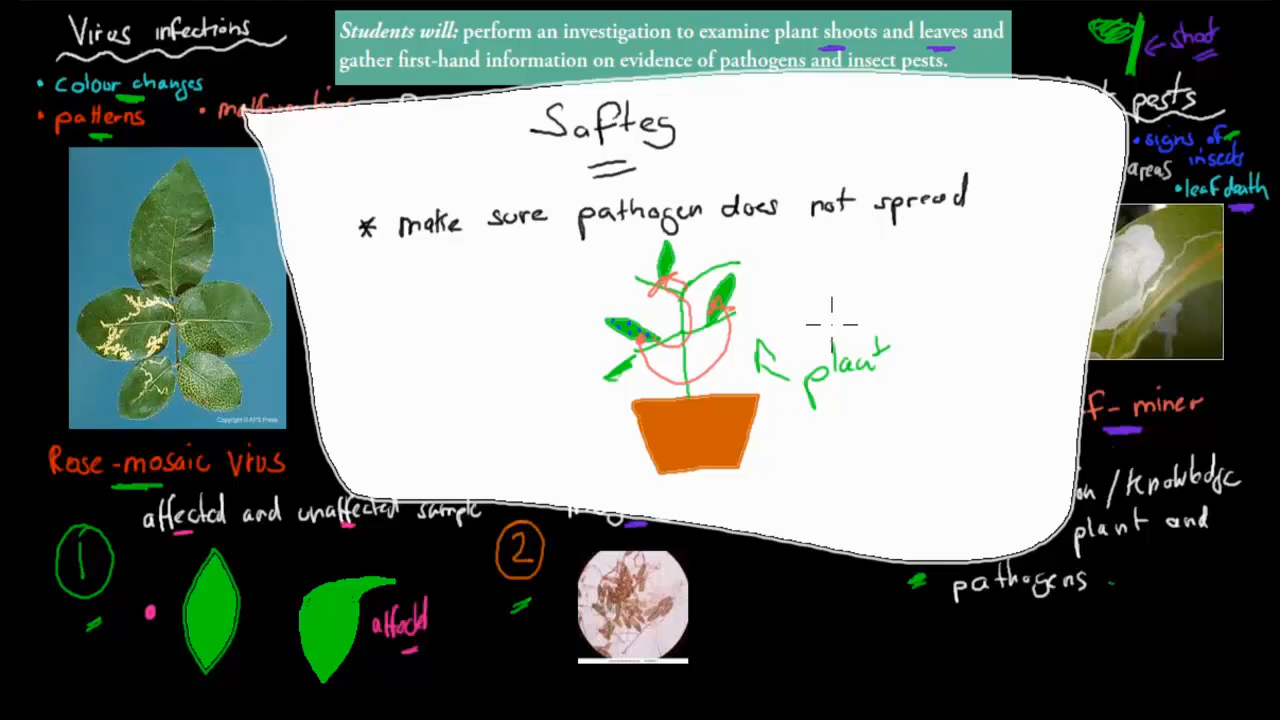 Virus infections
Students will: perform an investigation to examine plant shoots and leaves and
gather first-hand information on evidence of pathogens and insect pests.
shoot
• colour changes
• patterns
pests
• signs of
insects
areas
• leaf death
Saftey
* make sure pathogen does not spread
plant
Copyright © APS Press
Rose-mosaic virus
f-miner
affected and unaffected sample
/knowledge
plant and
pathogens
1
2
affected